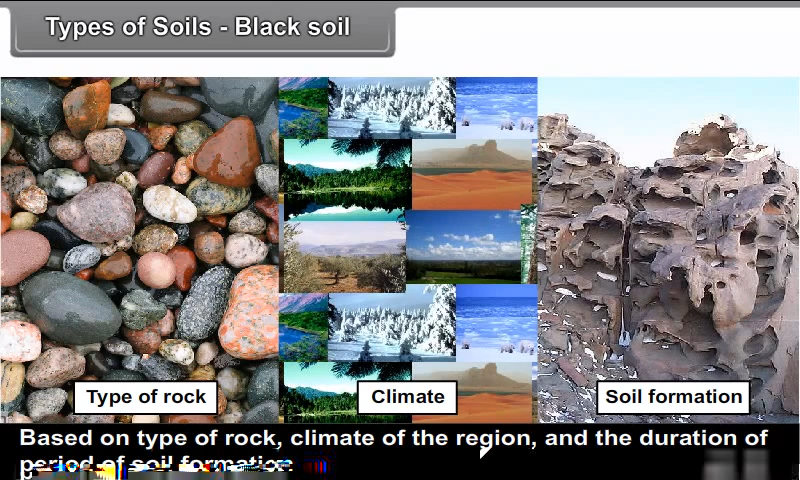 Types of Soils - Black soil
Type of rock
Climate
Soil formation
Based on type of rock, climate of the region, and the duration of
period of soil formation